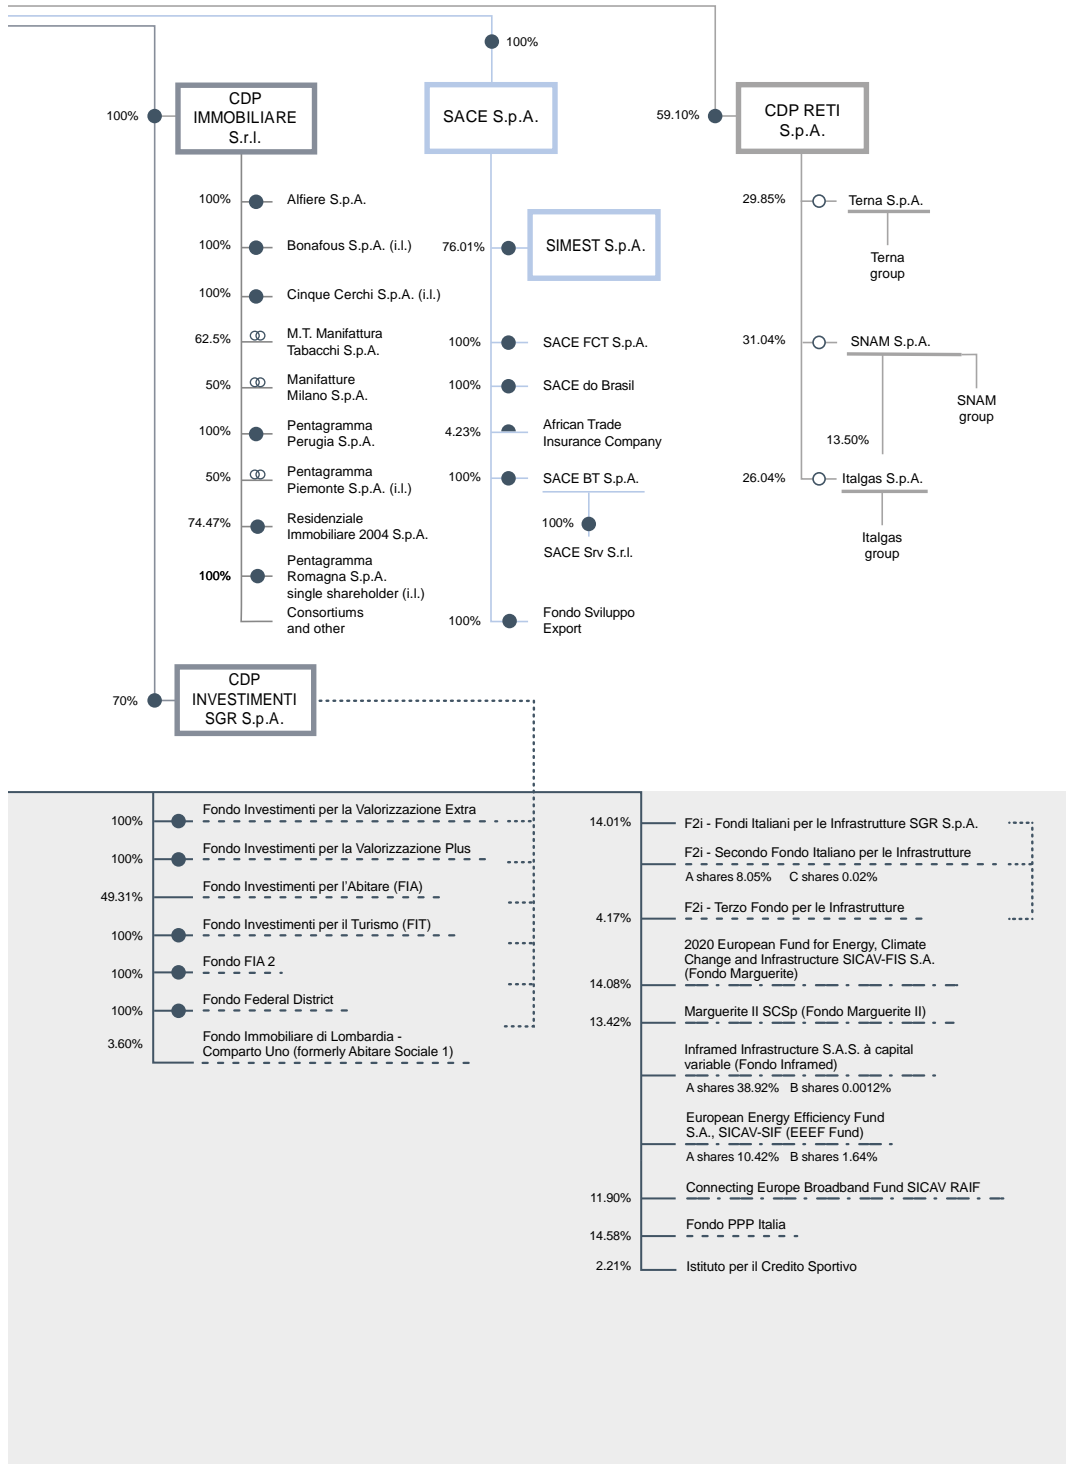 100%
100%
CDP
IMMOBILIARE
S.r.l.
SACE S.p.A.
59.10%
CDP RETI
S.p.A.
100%
Alfiere S.p.A.
100%
Bonafous S.p.A. (i.l.)
100%
Cinque Cerchi S.p.A. (i.l.)
62.5%
M.T. Manifattura
Tabacchi S.p.A.
50%
Manifatture
Milano S.p.A.
100%
Pentagramma
Perugia S.p.A.
50%
Pentagramma
Piemonte S.p.A. (i.l.)
74.47%
Residenziale
Immobiliare 2004 S.p.A.
100%
Pentagramma
Romagna S.p.A.
single shareholder (i.l.)
Consortiums
and other
76.01%
SIMEST S.p.A.
100%
SACE FCT S.p.A.
100%
SACE do Brasil
4.23%
African Trade
Insurance Company
100%
SACE BT S.p.A.
100%
SACE Srv S.r.l.
100%
Fondo Sviluppo
Export
29.85%
Terna S.p.A.
Terna
group
31.04%
SNAM S.p.A.
SNAM
group
13.50%
26.04%
Italgas S.p.A.
Italgas
group
70%
CDP
INVESTIMENTI
SGR S.p.A.
100%
Fondo Investimenti per la Valorizzazione Extra
100%
Fondo Investimenti per la Valorizzazione Plus
49.31%
Fondo Investimenti per l'Abitare (FIA)
100%
Fondo Investimenti per il Turismo (FIT)
100%
Fondo FIA 2
100%
Fondo Federal District
3.60%
Fondo Immobiliare di Lombardia -
Comparto Uno (formerly Abitare Sociale 1)
14.01%
F2i - Fondi Italiani per le Infrastrutture SGR S.p.A.
F2i - Secondo Fondo Italiano per le Infrastrutture
A shares 8.05% C shares 0.02%
4.17%
F2i - Terzo Fondo per le Infrastrutture
2020 European Fund for Energy, Climate
Change and Infrastructure SICAV-FIS S.A.
(Fondo Marguerite)
14.08%
Marguerite II SCSp (Fondo Marguerite II)
13.42%
Inframed Infrastructure S.A.S. à capital
variable (Fondo Inframed)
A shares 38.92% B shares 0.0012%
European Energy Efficiency Fund
S.A., SICAV-SIF (EEEF Fund)
A shares 10.42% B shares 1.64%
11.90%
Connecting Europe Broadband Fund SICAV RAIF
14.58%
Fondo PPP Italia
2.21%
Istituto per il Credito Sportivo